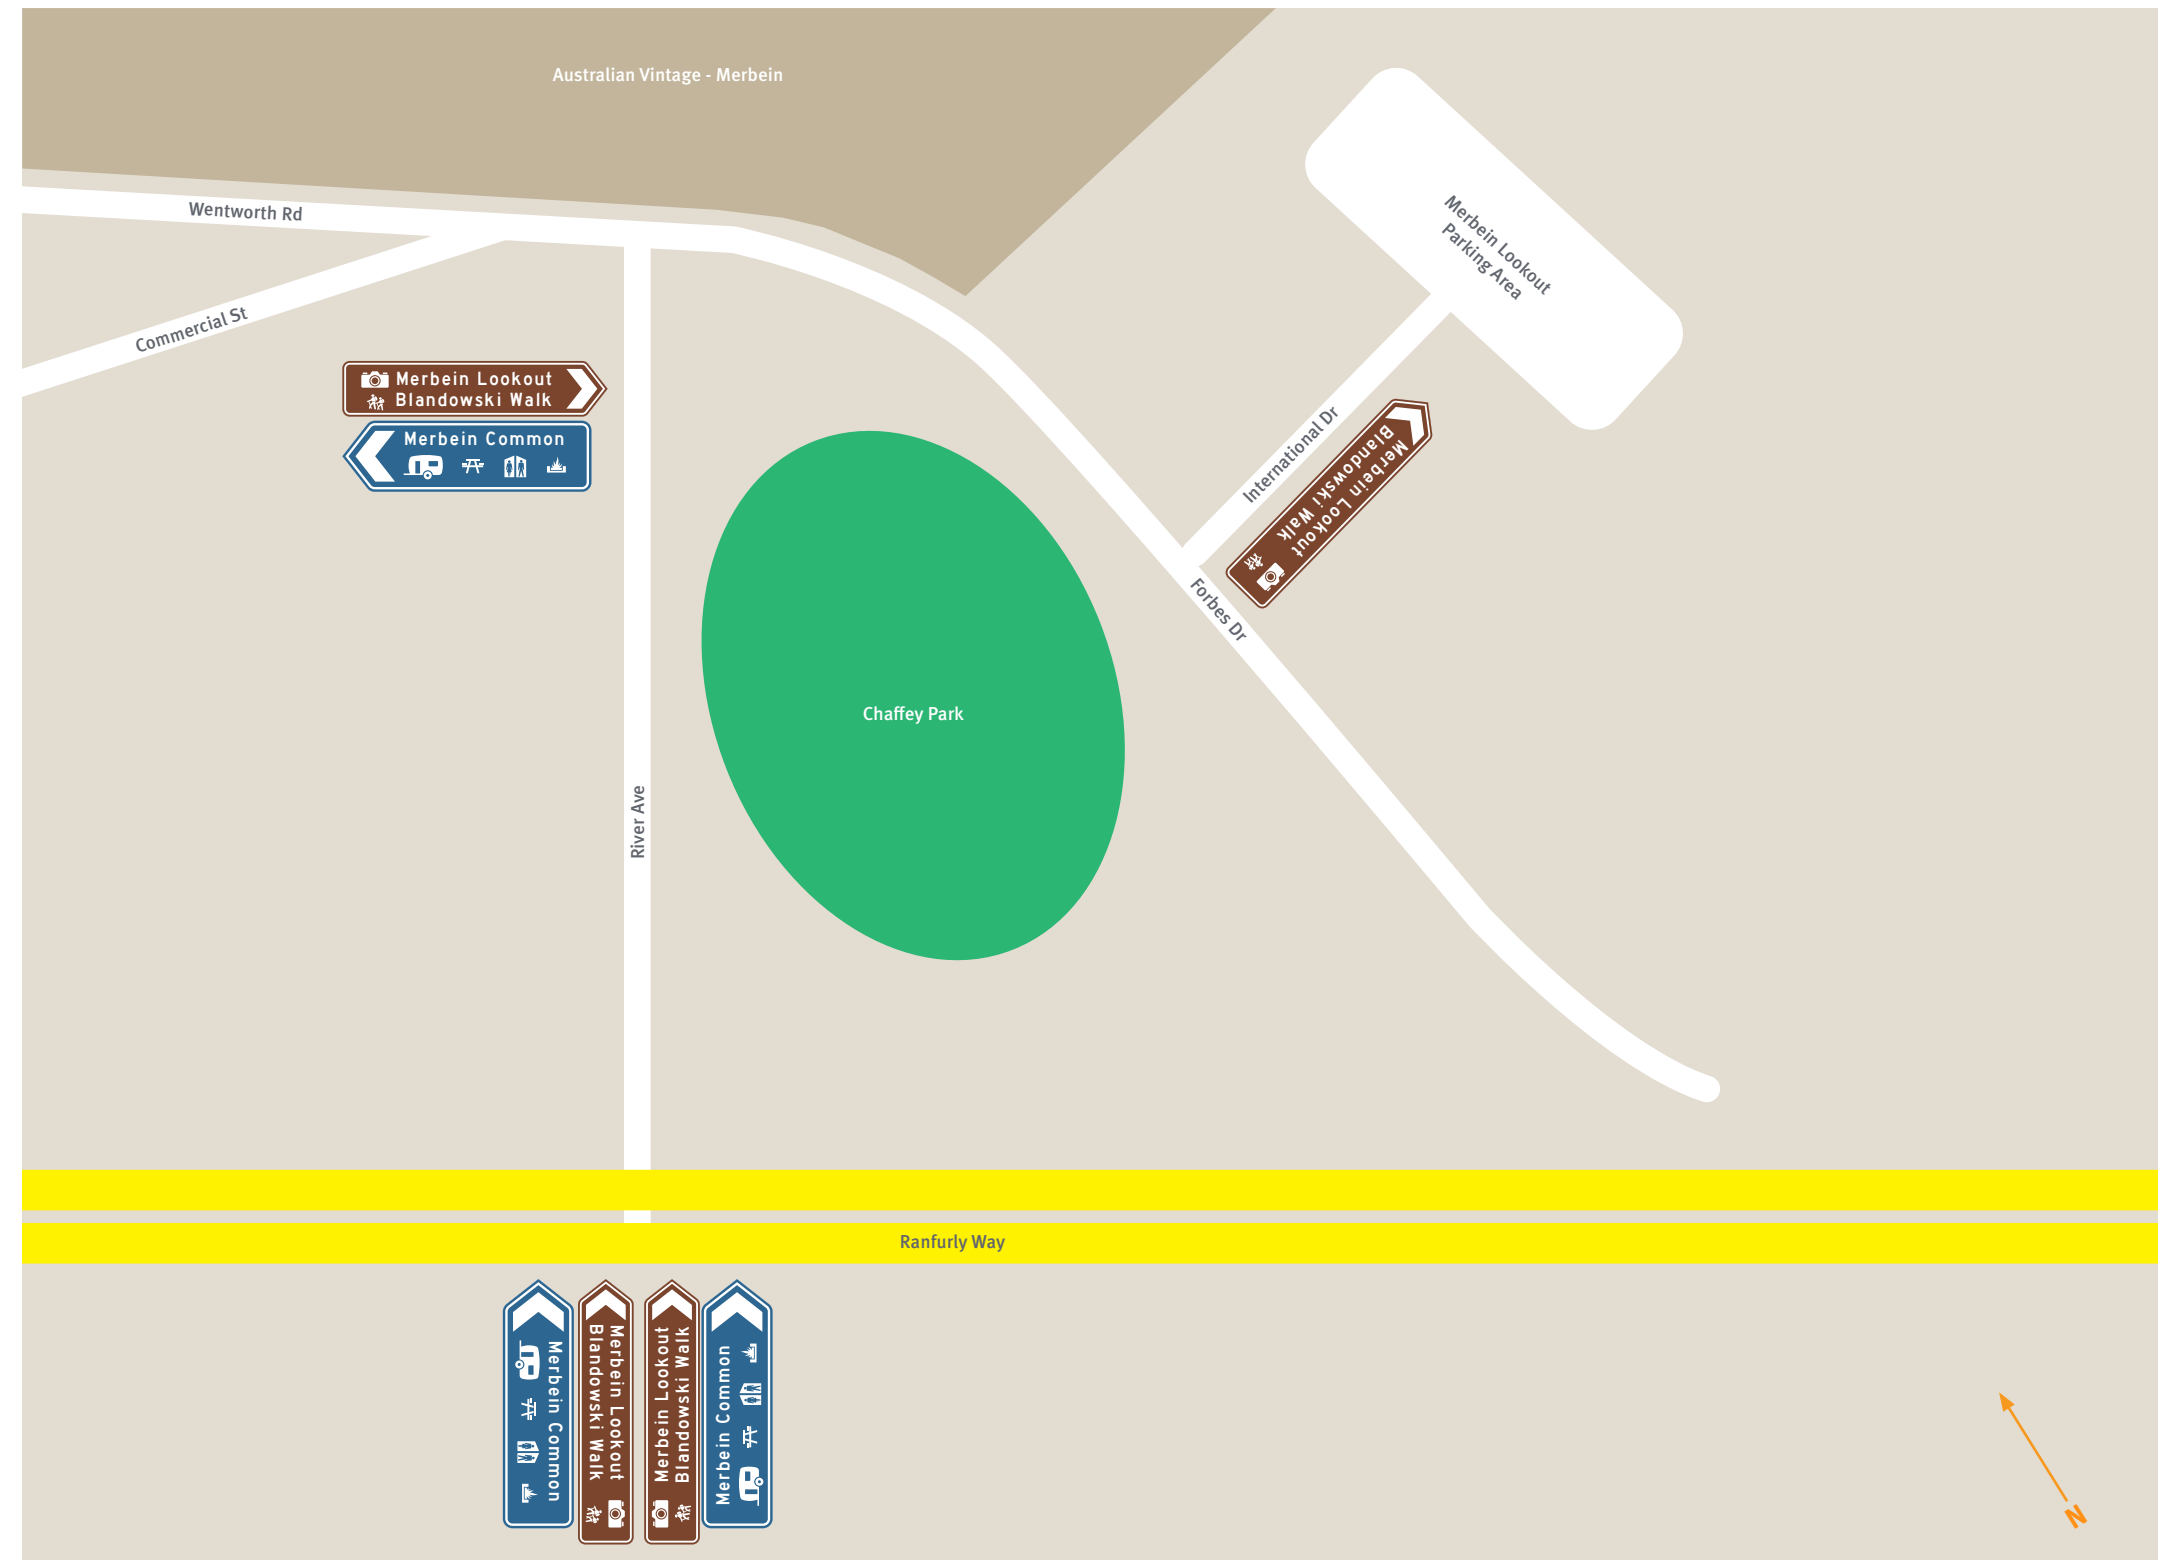 Australian Vintage - Merbein
Wentworth Rd
Merbein Lookout
Parking Area
Commercial St
Merbein Lookout
Blandowski Walk
Merbein Common
International Dr
Merbein Lookout
Blandowski Walk
Forbes Dr
Chaffey Park
River Ave
Ranfurly Way
Merbein Common
Merbein Lookout
Blandowski Walk
Merbein Lookout
Blandowski Walk
Merbein Common
N